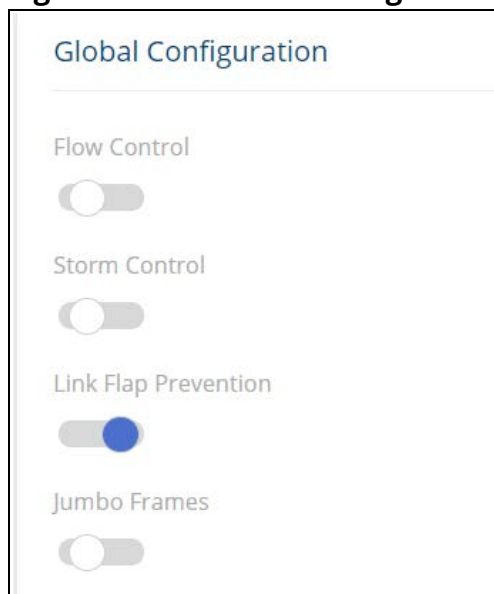 Global Configuration
Flow Control
Storm Control
Link Flap Prevention
Jumbo Frames